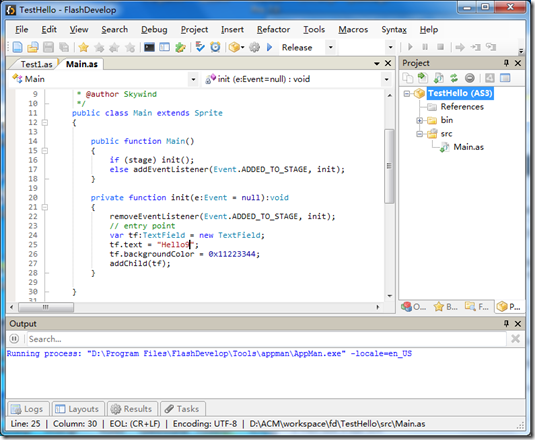 TestHello - FlashDevelop
File Edit View Search Debug Project Insert Refactor Tools Macros Syntax Help
Release
Test1.as Main.as
Main init (e:Event=null) : void
9 * @author Skywind
10 */
11 public class Main extends Sprite
12 {
13
14 public function Main()
15 {
16 if (stage) init();
17 else addEventListener(Event.ADDED_TO_STAGE, init);
18 }
19
20 private function init(e:Event = null):void
21 {
22 removeEventListener(Event.ADDED_TO_STAGE, init);
23 // entry point
24 var tf:TextField = new TextField;
25 tf.text = "Hello9";
26 tf.backgroundColor = 0x11223344;
27 addChild(tf);
28 }
29
30 }
31
Project
TestHello (AS3)
References
bin
src
Main.as
O... B... F... P...
Output
Search...
Running process: "D:\Program Files\FlashDevelop\Tools\appman\AppMan.exe" -locale=en_US
Logs Layouts Results Tasks
Line: 25 | Column: 30 | EOL: (CR+LF) | Encoding: UTF-8 | D:\ACM\workspace\fd\TestHello\src\Main.as